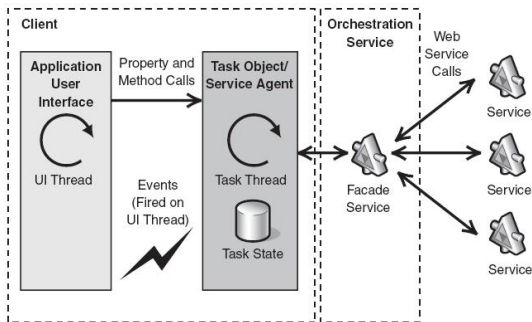 Client
Application
User
Interface
UI Thread
Property and
Method Calls
Events
(Fired on
UI Thread)
Task Object/
Service Agent
Task Thread
Task State
Orchestration
Service
Facade
Service
Web
Service
Calls
Service
Service
Service